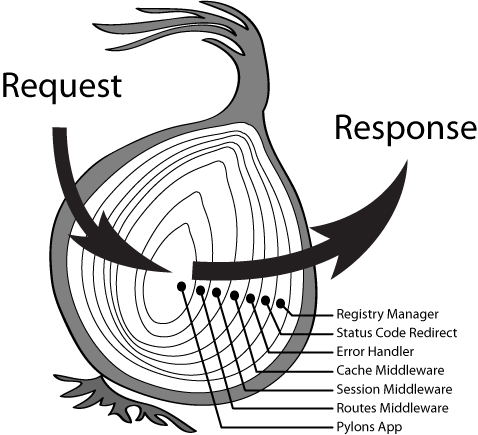 Request
Response
Registry Manager
Status Code Redirect
Error Handler
Cache Middleware
Session Middleware
Routes Middleware
Pylons App